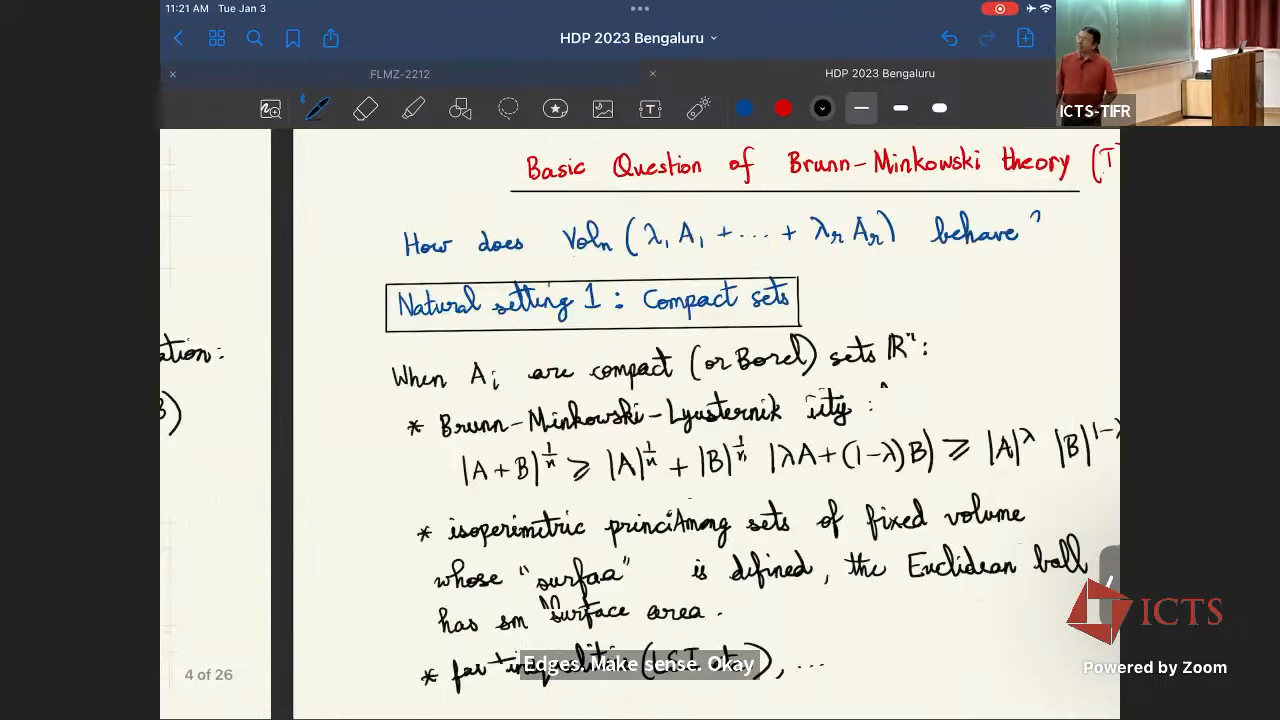 11:21 AM Tue Jan 3
HDP 2023 Bengaluru
FLMZ-2212
HDP 2023 Bengaluru
ICTS-TIFR
Basic Question of Brunn-Minkowski theory (I
How does Voln (λ₁ A₁ + ... + λr Ar) behave ?
Natural setting 1 : Compact sets
ation:
When Ai are compact (or Borel) sets ℝⁿ:
* Brunn-Minkowski-Lyusternik :
|A+B|^{1/n} ≥ |A|^{1/n} + |B|^{1/n} |λA+(1-λ)B| ≥ |A|^λ |B|^{1-λ
* isoperimetric Among sets of fixed volume
whose " " is defined, the Euclidean ball
has surface area.
* (LSI ), ...
Edges. Make sense. Okay
4 of 26
ICTS
Powered by Zoom